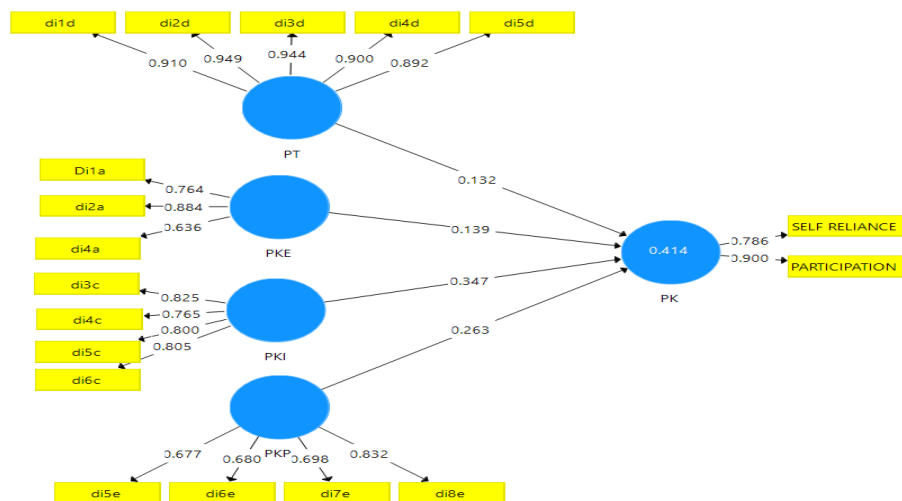 di1d di2d di3d di4d di5d
0.910 0.949 0.944 0.900 0.892
PT
0.132
Di1a
0.764
di2a
0.884
di4a
0.636
PKE
0.139
di3c
0.825
di4c
0.765
di5c
0.800
di6c
0.805
PKI
0.347
0.263
0.414
PK
0.786
SELF RELIANCE
0.900
PARTICIPATION
PKP
0.677 0.680 0.698 0.832
di5e di6e di7e di8e